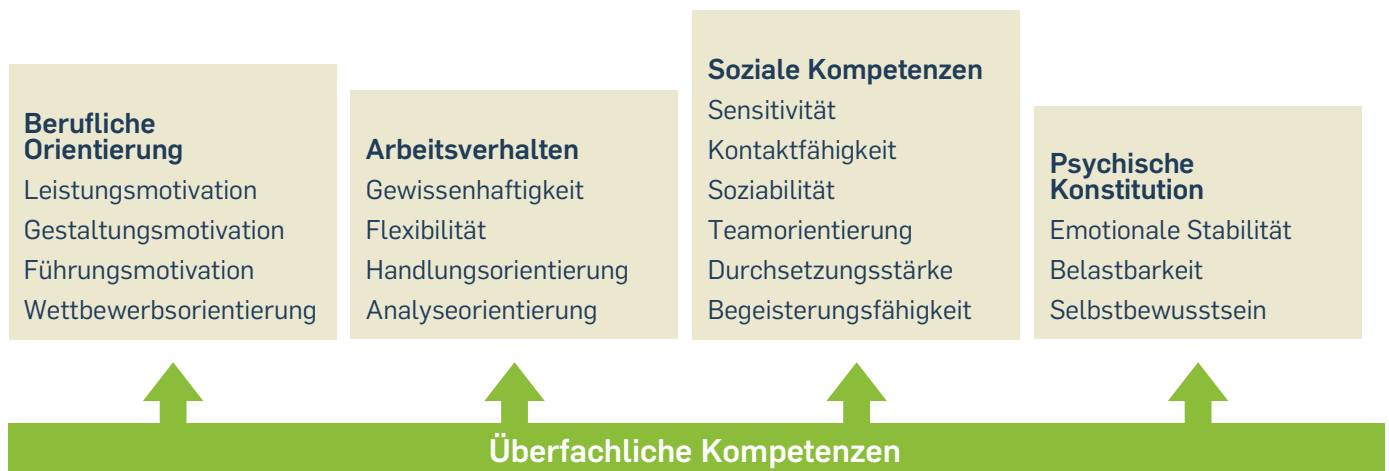 Berufliche
Orientierung
Leistungsmotivation
Gestaltungsmotivation
Führungsmotivation
Wettbewerbsorientierung
Arbeitsverhalten
Gewissenhaftigkeit
Flexibilität
Handlungsorientierung
Analyseorientierung
Soziale Kompetenzen
Sensitivität
Kontaktfähigkeit
Soziabilität
Teamorientierung
Durchsetzungsstärke
Begeisterungsfähigkeit
Psychische
Konstitution
Emotionale Stabilität
Belastbarkeit
Selbstbewusstsein
Überfachliche Kompetenzen